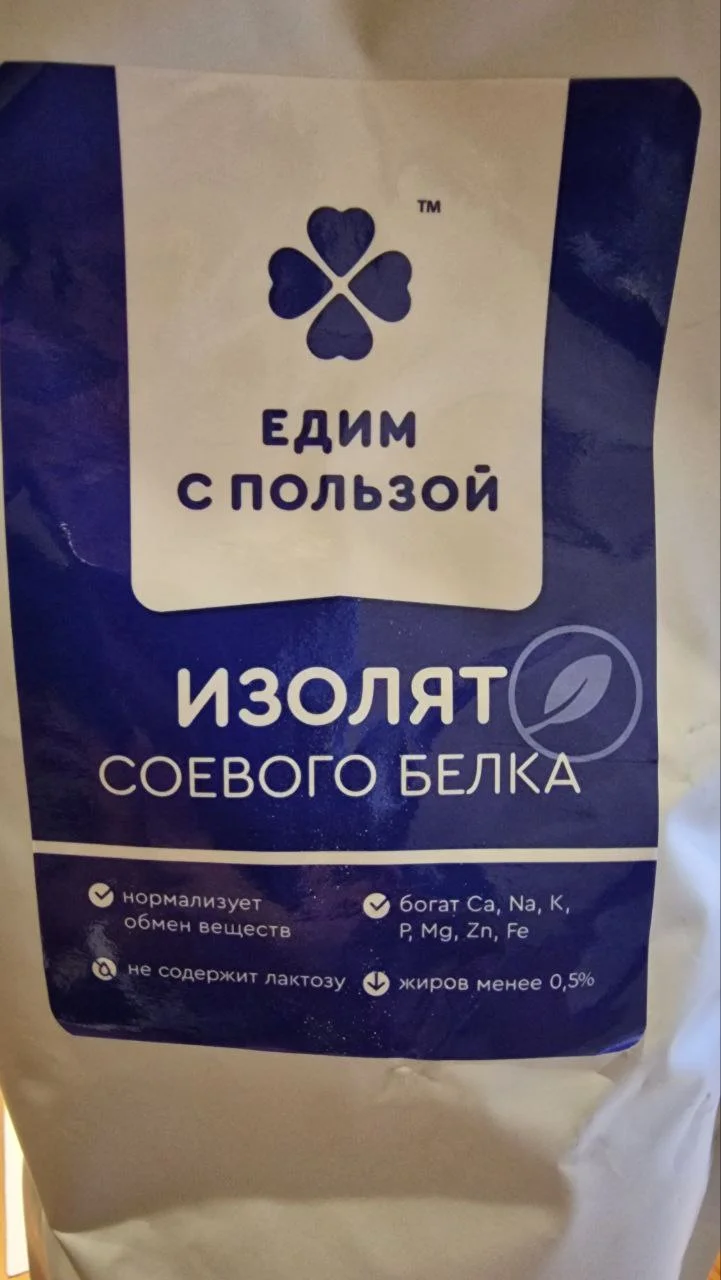 TM
ЕДИМ
С ПОЛЬЗОЙ
ИЗОЛЯТ
СОЕВОГО БЕЛКА
нормализует
обмен веществ
богат Ca, Na, K,
P, Mg, Zn, Fe
не содержит лактозу
жиров менее 0,5%